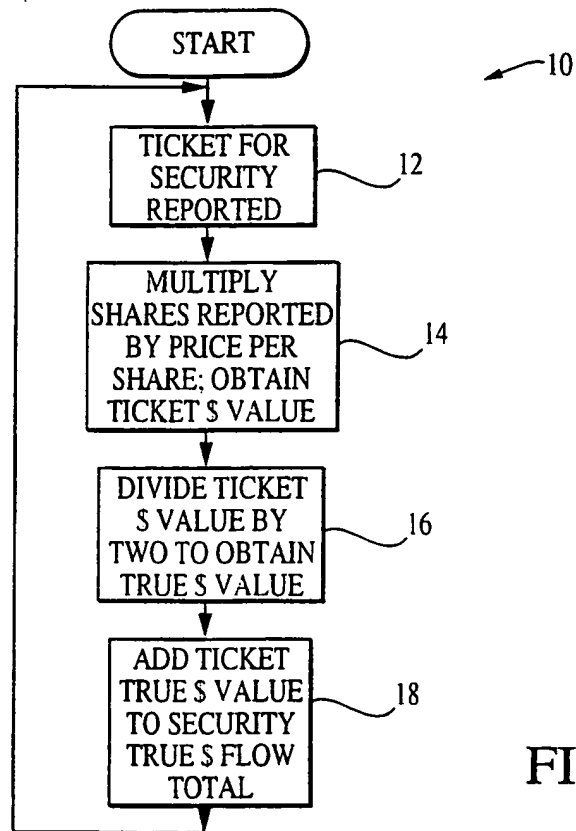 START
10
TICKET FOR
SECURITY
REPORTED
12
MULTIPLY
SHARES REPORTED
BY PRICE PER
SHARE; OBTAIN
TICKET $ VALUE
14
DIVIDE TICKET
$ VALUE BY
TWO TO OBTAIN
TRUE $ VALUE
16
ADD TICKET
TRUE $ VALUE
TO SECURITY
TRUE $ FLOW
TOTAL
18
FI